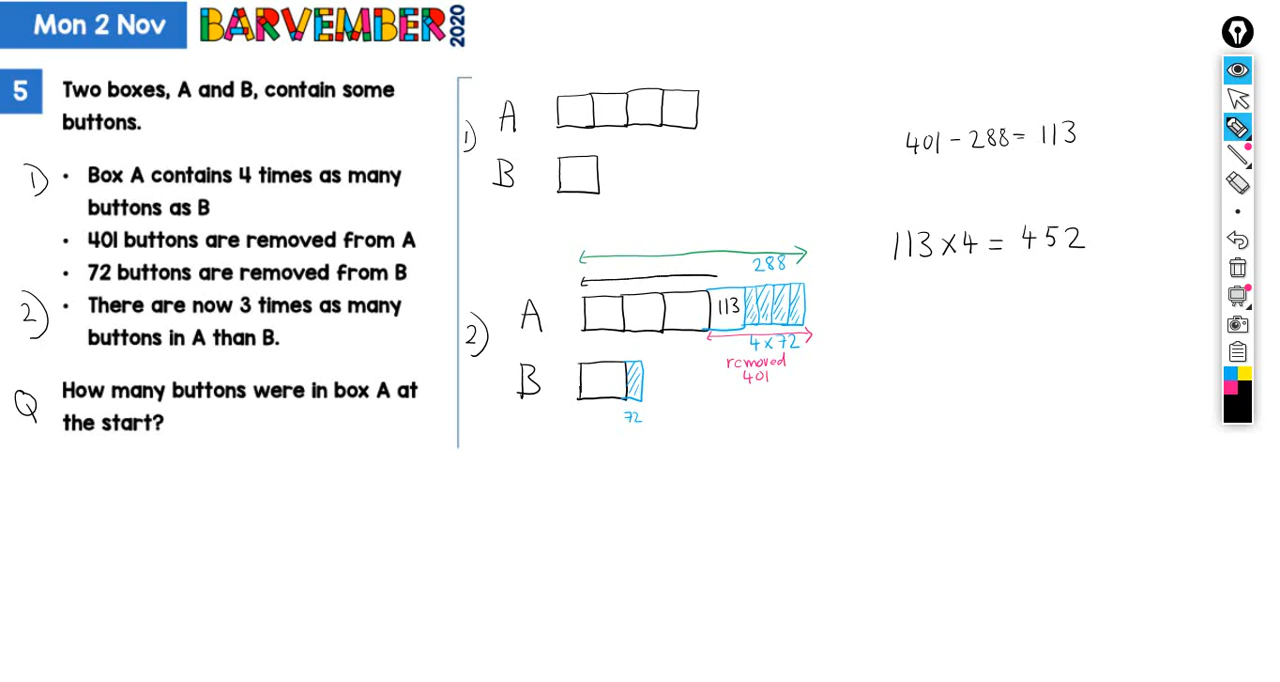 Mon 2 Nov
BARVEMBER 2020
5
Two boxes, A and B, contain some
buttons.
1)
• Box A contains 4 times as many
buttons as B
• 401 buttons are removed from A
• 72 buttons are removed from B
2)
• There are now 3 times as many
buttons in A than B.
Q
How many buttons were in box A at
the start?
1)
A
B
2)
288
A
113
4 x 72
removed
401
B
72
401 - 288 = 113
113 x 4 = 452